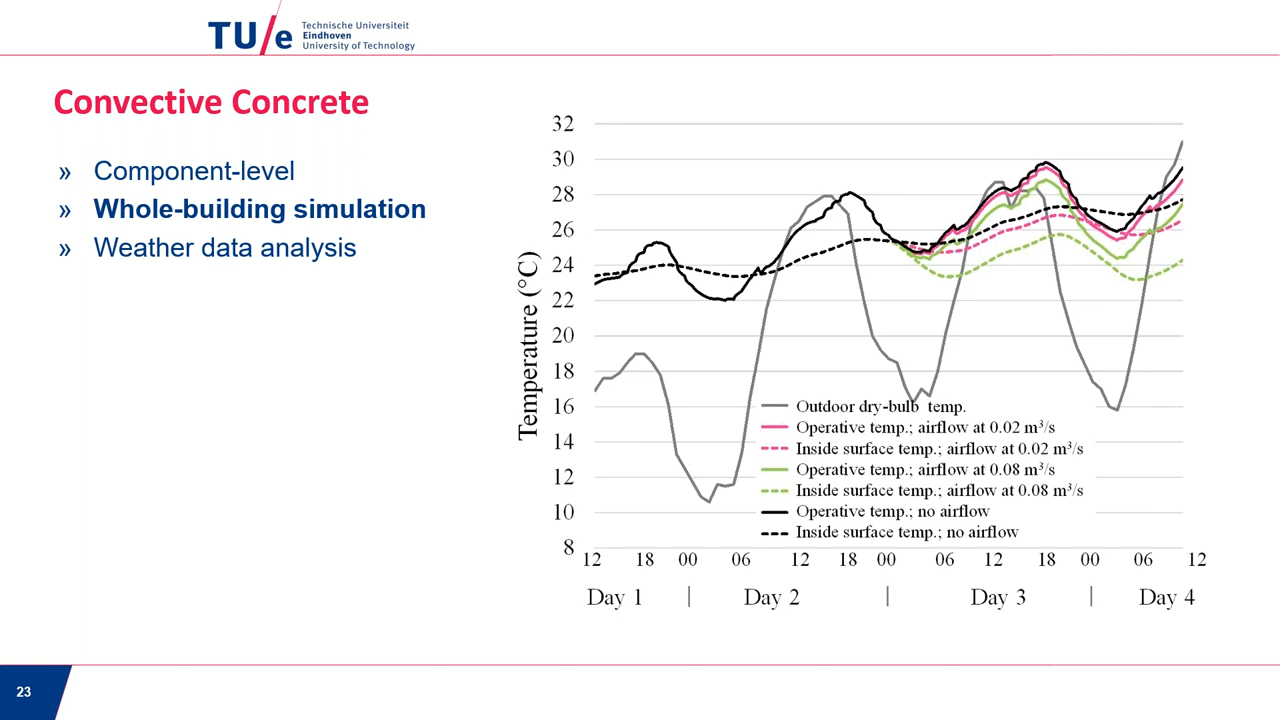 TU/e Technische Universiteit
Eindhoven
University of Technology
Convective Concrete
» Component-level
» Whole-building simulation
» Weather data analysis
Temperature (°C)
32
30
28
26
24
22
20
18
16
14
12
10
8
Outdoor dry-bulb temp.
Operative temp.; airflow at 0.02 m³/s
Inside surface temp.; airflow at 0.02 m³/s
Operative temp.; airflow at 0.08 m³/s
Inside surface temp.; airflow at 0.08 m³/s
Operative temp.; no airflow
Inside surface temp.; no airflow
12 18 00 06 12 18 00 06 12 18 00 06 12
Day 1 | Day 2 | Day 3 | Day 4
23